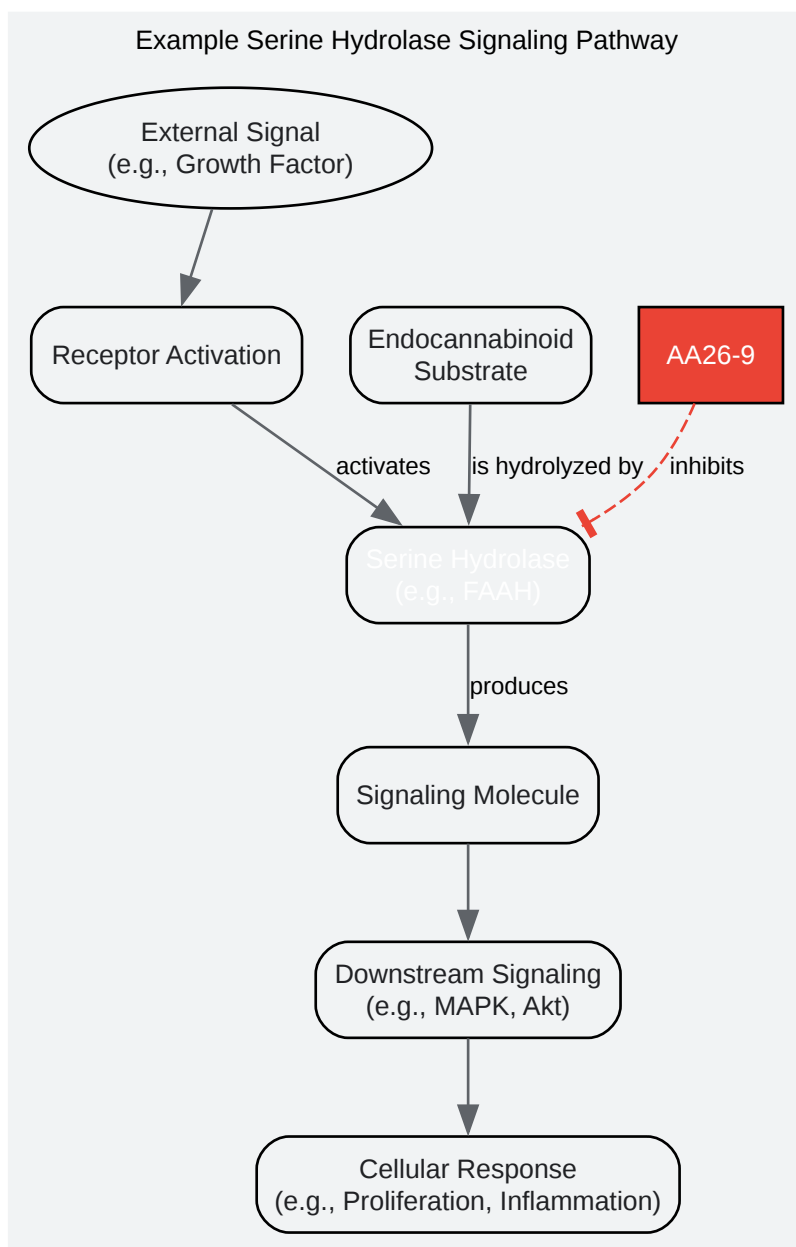 Example Serine Hydrolase Signaling Pathway
External Signal
(e.g., Growth Factor)
Receptor Activation
Endocannabinoid
Substrate
AA26-9
activates
is hydrolyzed by
inhibits
Serine Hydrolase
(e.g., FAAH)
produces
Signaling Molecule
Downstream Signaling
(e.g., MAPK, Akt)
Cellular Response
(e.g., Proliferation, Inflammation)